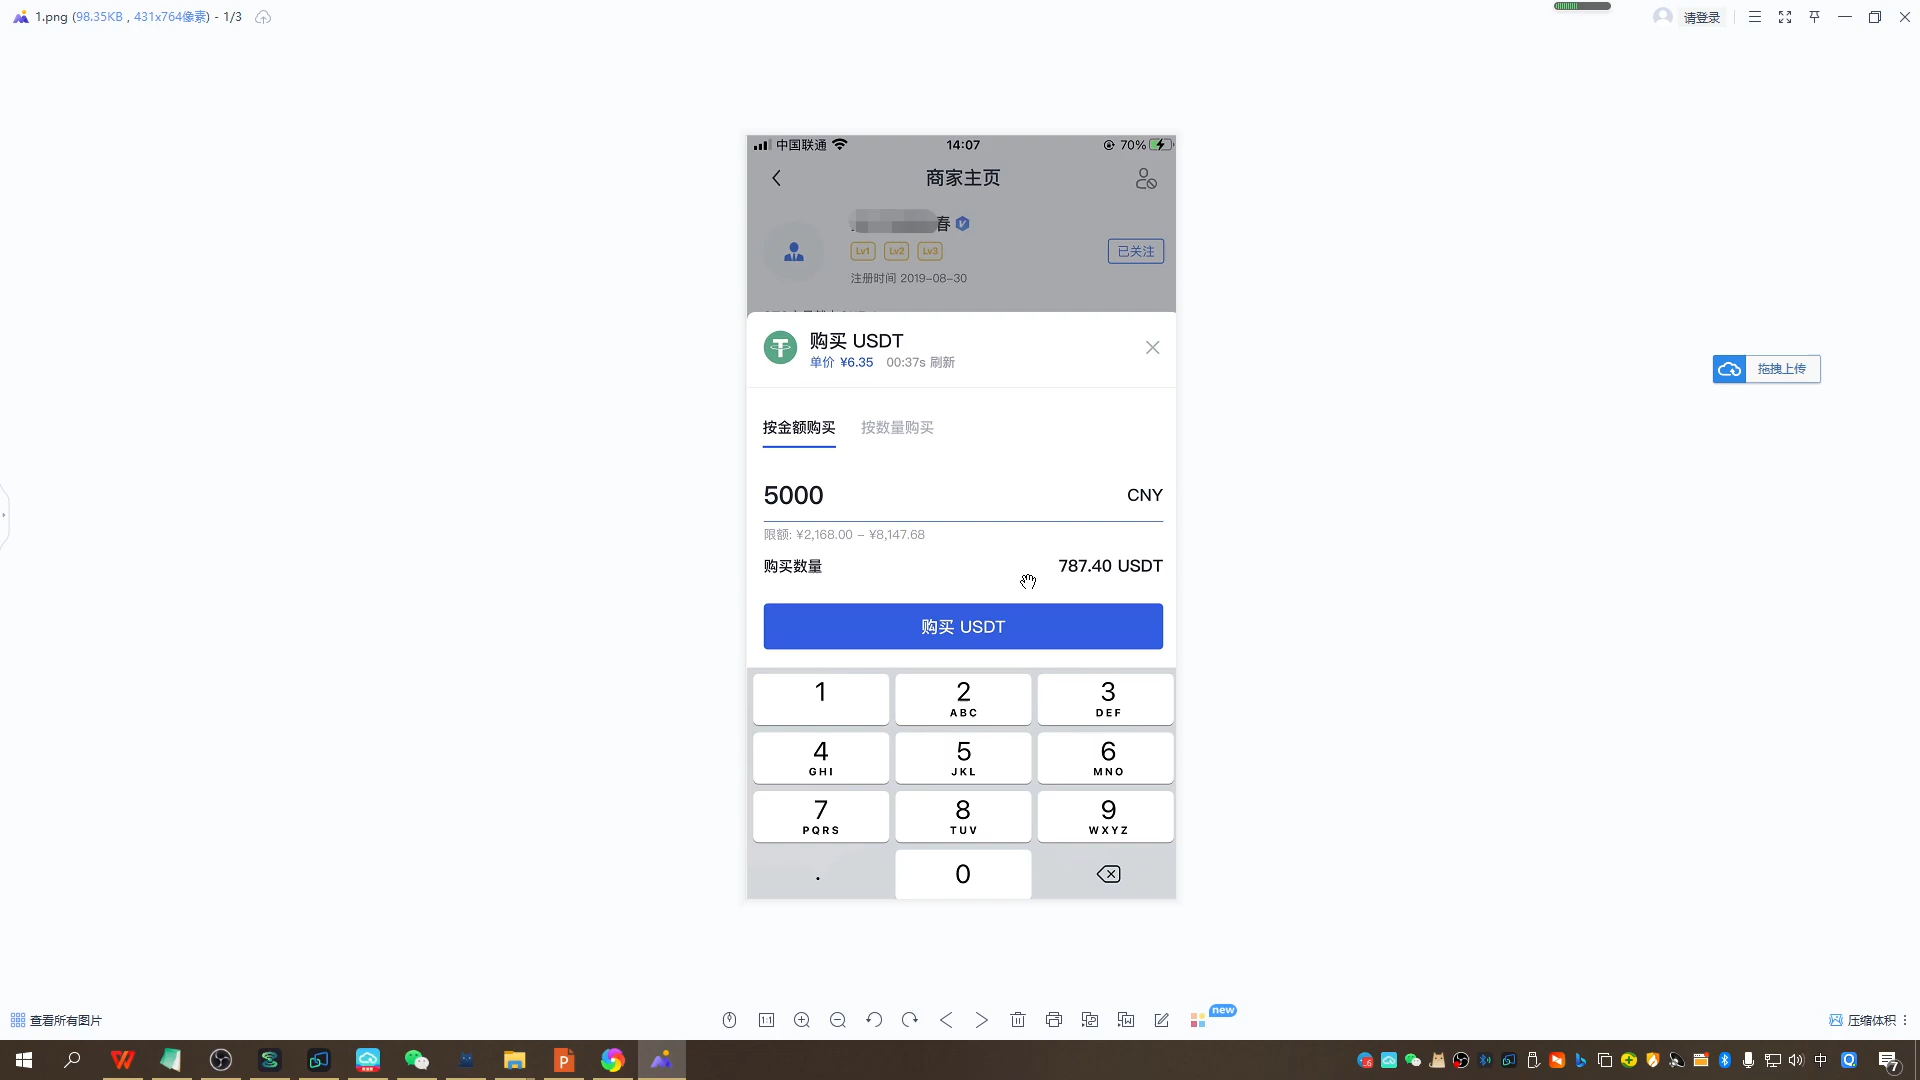 1.png (98.35KB , 431x764像素) - 1/3
请登录
中国联通 14:07 70%
商家主页
春
Lv1 Lv2 Lv3
已关注
注册时间 2019-08-30
购买 USDT
单价 ¥6.35 00:37s 刷新
拖拽上传
按金额购买 按数量购买
5000 CNY
限额: ¥2,168.00 – ¥8,147.68
购买数量 787.40 USDT
购买 USDT
1 2 3
ABC DEF
4 5 6
GHI JKL MNO
7 8 9
PQRS TUV WXYZ
. 0
new
查看所有图片
1:1
压缩体积
中
7